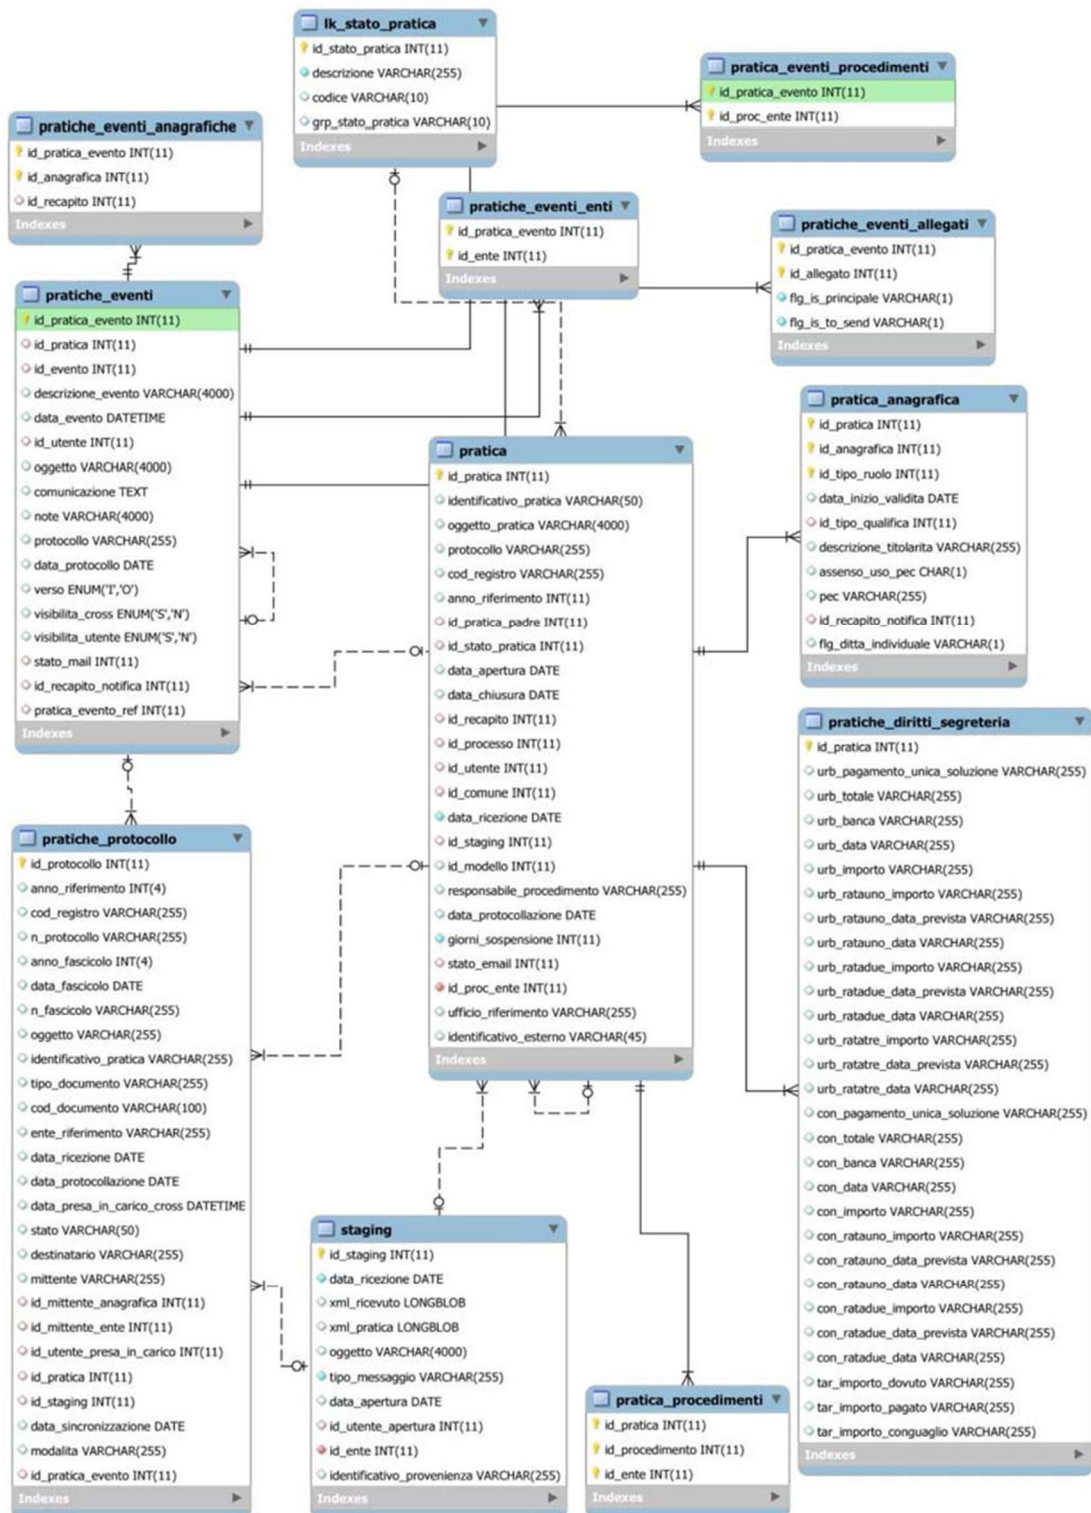 lk_stato_pratica
id_stato_pratica INT(11)
descrizione VARCHAR(255)
codice VARCHAR(10)
grp_stato_pratica VARCHAR(10)
Indexes
pratica_eventi_procedimenti
id_pratica_evento INT(11)
id_proc_ente INT(11)
Indexes
pratiche_eventi_anagrafiche
id_pratica_evento INT(11)
id_anagrafica INT(11)
id_recapito INT(11)
Indexes
pratiche_eventi_enti
id_pratica_evento INT(11)
id_ente INT(11)
Indexes
pratiche_eventi_allegati
id_pratica_evento INT(11)
id_allegato INT(11)
flg_is_principale VARCHAR(1)
flg_is_to_send VARCHAR(1)
Indexes
pratiche_eventi
id_pratica_evento INT(11)
id_pratica INT(11)
id_evento INT(11)
descrizione_evento VARCHAR(4000)
data_evento DATETIME
id_utente INT(11)
oggetto VARCHAR(4000)
comunicazione TEXT
note VARCHAR(4000)
protocollo VARCHAR(255)
data_protocollo DATE
verso ENUM('I','O')
visibilita_cross ENUM('S','N')
visibilita_utente ENUM('S','N')
stato_mail INT(11)
id_recapito_notifica INT(11)
pratica_evento_ref INT(11)
Indexes
pratica
id_pratica INT(11)
identificativo_pratica VARCHAR(50)
oggetto_pratica VARCHAR(4000)
protocollo VARCHAR(255)
cod_registro VARCHAR(255)
anno_riferimento INT(11)
id_pratica_padre INT(11)
id_stato_pratica INT(11)
data_apertura DATE
data_chiusura DATE
id_recapito INT(11)
id_processo INT(11)
id_utente INT(11)
id_comune INT(11)
data_ricezione DATE
id_staging INT(11)
id_modello INT(11)
responsabile_procedimento VARCHAR(255)
data_protocollazione DATE
giorni_sospensione INT(11)
stato_email INT(11)
id_proc_ente INT(11)
ufficio_riferimento VARCHAR(255)
identificativo_esterno VARCHAR(45)
Indexes
pratica_anagrafica
id_pratica INT(11)
id_anagrafica INT(11)
id_tipo_ruolo INT(11)
data_inizio_validita DATE
id_tipo_qualifica INT(11)
descrizione_titolarita VARCHAR(255)
assenso_uso_pec CHAR(1)
pec VARCHAR(255)
id_recapito_notifica INT(11)
flg_ditta_individuale VARCHAR(1)
Indexes
pratiche_diritti_segreteria
id_pratica INT(11)
urb_pagamento_unica_soluzione VARCHAR(255)
urb_totale VARCHAR(255)
urb_banca VARCHAR(255)
urb_data VARCHAR(255)
urb_importo VARCHAR(255)
urb_ratauno_importo VARCHAR(255)
urb_ratauno_data_prevista VARCHAR(255)
urb_ratauno_data VARCHAR(255)
urb_ratadue_importo VARCHAR(255)
urb_ratadue_data_prevista VARCHAR(255)
urb_ratadue_data VARCHAR(255)
urb_ratatre_importo VARCHAR(255)
urb_ratatre_data_prevista VARCHAR(255)
urb_ratatre_data VARCHAR(255)
con_pagamento_unica_soluzione VARCHAR(255)
con_totale VARCHAR(255)
con_banca VARCHAR(255)
con_data VARCHAR(255)
con_importo VARCHAR(255)
con_ratauno_importo VARCHAR(255)
con_ratauno_data_prevista VARCHAR(255)
con_ratauno_data VARCHAR(255)
con_ratadue_importo VARCHAR(255)
con_ratadue_data_prevista VARCHAR(255)
con_ratadue_data VARCHAR(255)
tar_importo_dovuto VARCHAR(255)
tar_importo_pagato VARCHAR(255)
tar_importo_conguaglio VARCHAR(255)
Indexes
pratiche_protocollo
id_protocollo INT(11)
anno_riferimento INT(4)
cod_registro VARCHAR(255)
n_protocollo VARCHAR(255)
anno_fascicolo INT(4)
data_fascicolo DATE
n_fascicolo VARCHAR(255)
oggetto VARCHAR(255)
identificativo_pratica VARCHAR(255)
tipo_documento VARCHAR(255)
cod_documento VARCHAR(100)
ente_riferimento VARCHAR(255)
data_ricezione DATE
data_protocollazione DATE
data_presa_in_carico_cross DATETIME
stato VARCHAR(50)
destinatario VARCHAR(255)
mittente VARCHAR(255)
id_mittente_anagrafica INT(11)
id_mittente_ente INT(11)
id_utente_presa_in_carico INT(11)
id_pratica INT(11)
id_staging INT(11)
data_sincronizzazione DATE
modalita VARCHAR(255)
id_pratica_evento INT(11)
Indexes
staging
id_staging INT(11)
data_ricezione DATE
xml_ricevuto LONGBLOB
xml_pratica LONGBLOB
oggetto VARCHAR(4000)
tipo_messaggio VARCHAR(255)
data_apertura DATE
id_utente_apertura INT(11)
id_ente INT(11)
identificativo_provenienza VARCHAR(255)
Indexes
pratica_procedimenti
id_pratica INT(11)
id_procedimento INT(11)
id_ente INT(11)
Indexes